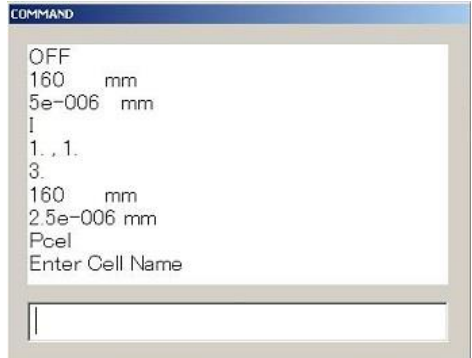 COMMAND
OFF
160 mm
5e-006 mm
I
1. , 1.
3.
160 mm
2.5e-006 mm
Pcel
Enter Cell Name